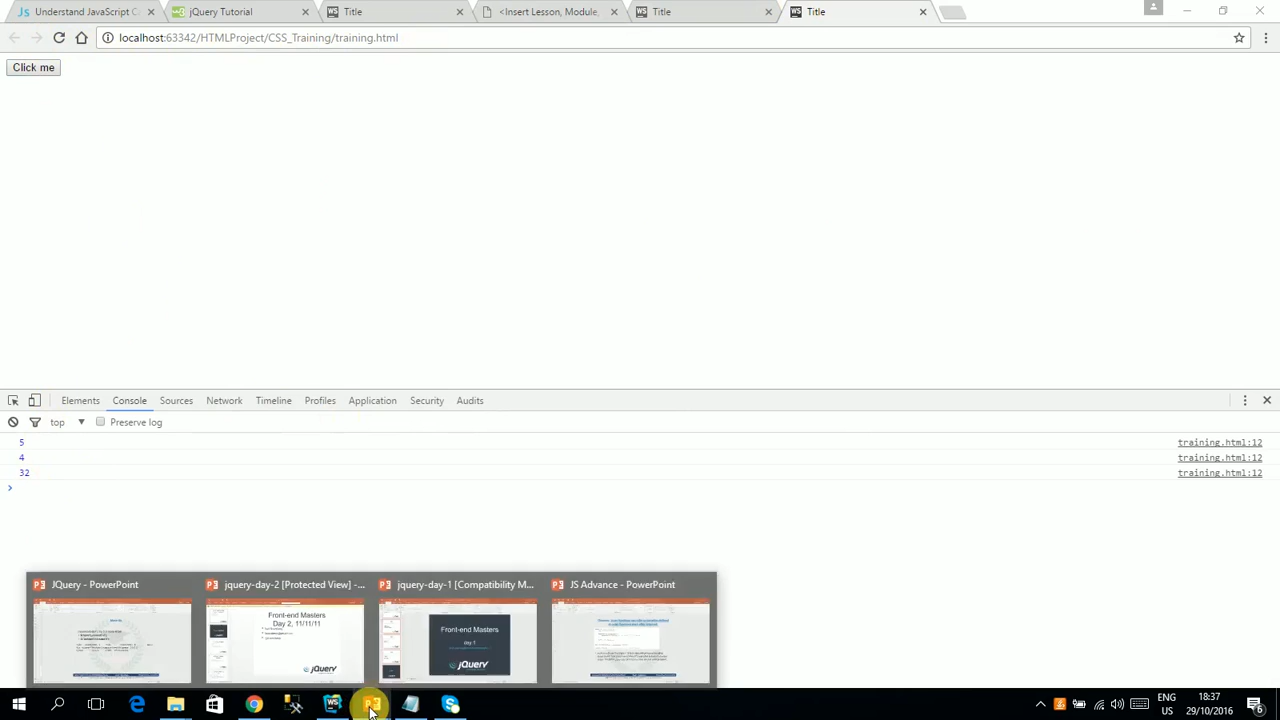 Understand JavaScript C
jQuery Tutorial
Title
<Insert Lesson, Module,
Title
Title
localhost:63342/HTMLProject/CSS_Training/training.html
Click me
Elements
Console
Sources
Network
Timeline
Profiles
Application
Security
Audits
top
Preserve log
5
training.html:12
4
training.html:12
32
training.html:12
JQuery - PowerPoint
jquery-day-2 [Protected View] -...
jquery-day-1 [Compatibility M...
JS Advance - PowerPoint
Front-end Masters
Day 2, 11/11/11
jQuery
Front-end Masters
day 1
jQuery
ENG
US
18:37
29/10/2016
6